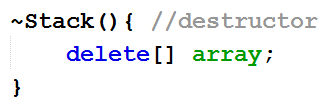 ~Stack(){ //destructor
    delete[] array;
}